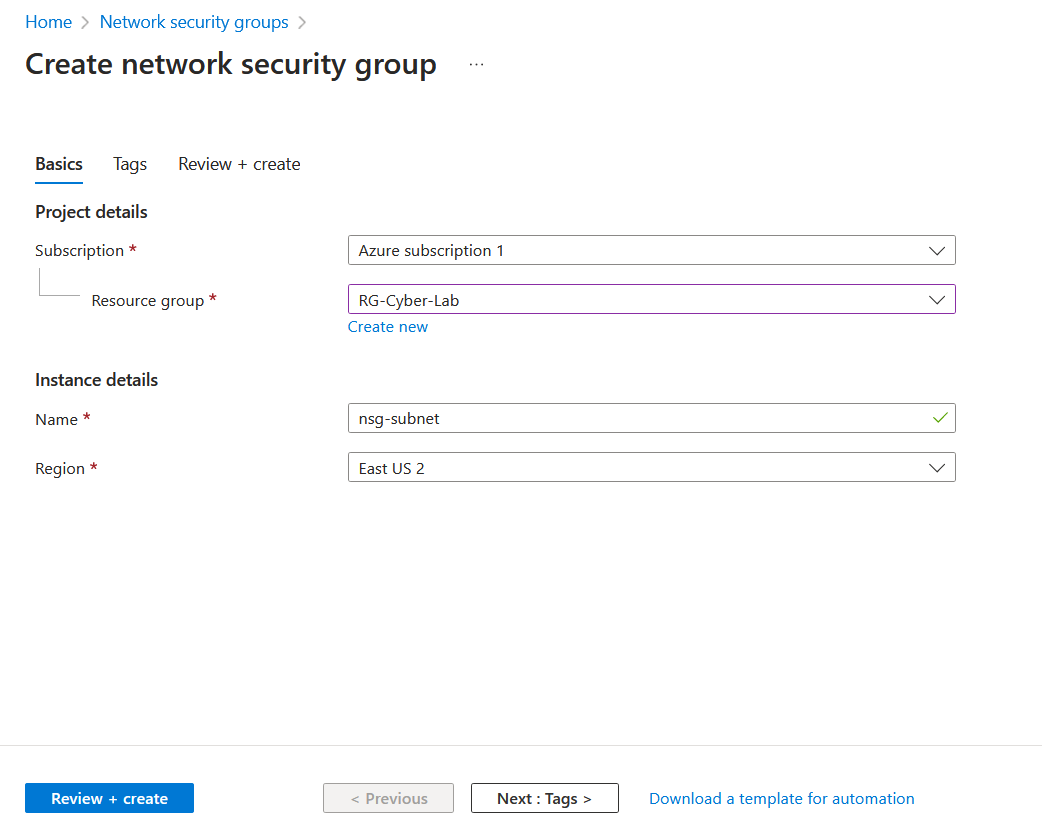 Home > Network security groups >
Create network security group ...
Basics Tags Review + create
Project details
Subscription * Azure subscription 1
Resource group * RG-Cyber-Lab
Create new
Instance details
Name * nsg-subnet
Region * East US 2
Review + create < Previous Next : Tags > Download a template for automation